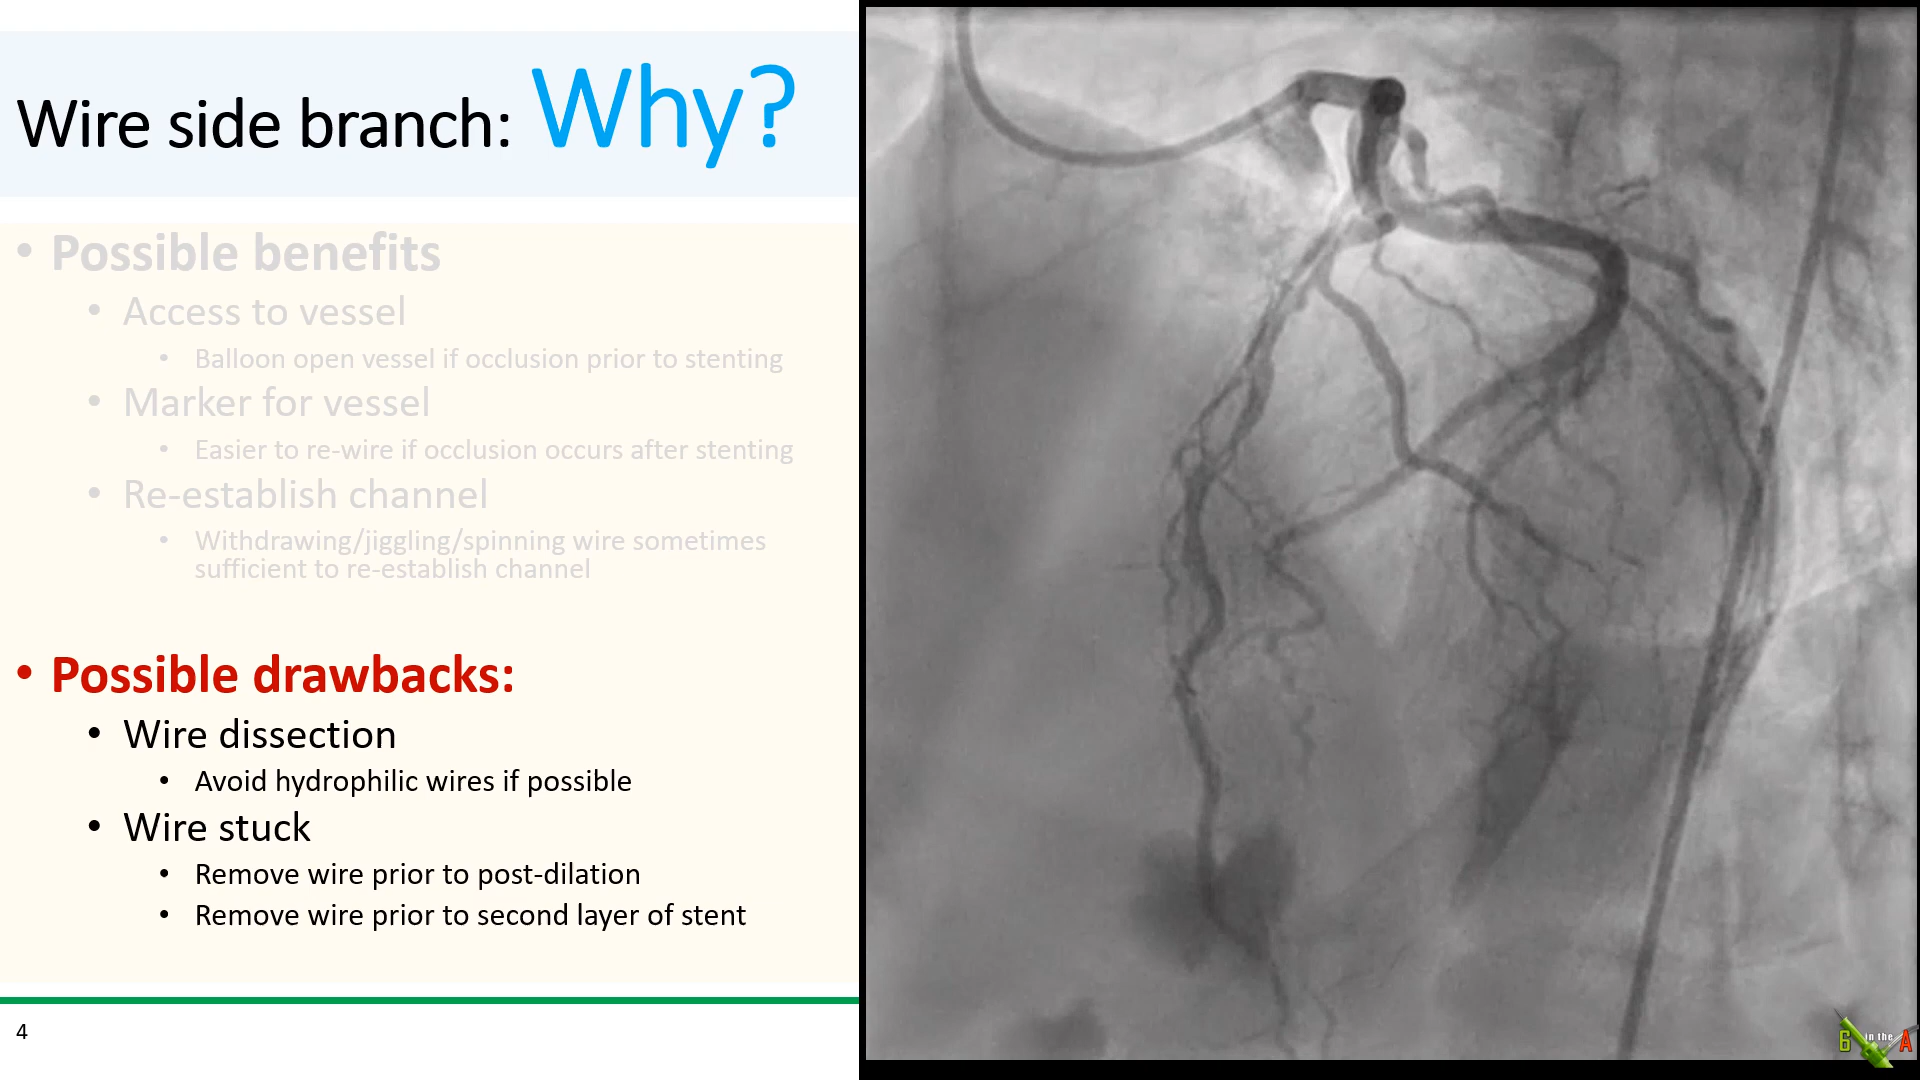 Wire side branch: Why?
• Possible benefits
• Access to vessel
• Balloon open vessel if occlusion prior to stenting
• Marker for vessel
• Easier to re-wire if occlusion occurs after stenting
• Re-establish channel
• Withdrawing/jiggling/spinning wire sometimes
sufficient to re-establish channel
• Possible drawbacks:
• Wire dissection
• Avoid hydrophilic wires if possible
• Wire stuck
• Remove wire prior to post-dilation
• Remove wire prior to second layer of stent
4
6 in the A